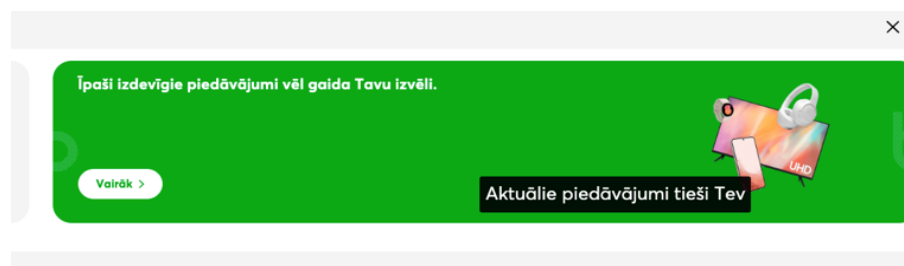 Īpaši izdevīgie piedāvājumi vēl gaida Tavu izvēli.
UHD
Vairāk
Aktuālie piedāvājumi tieši Tev